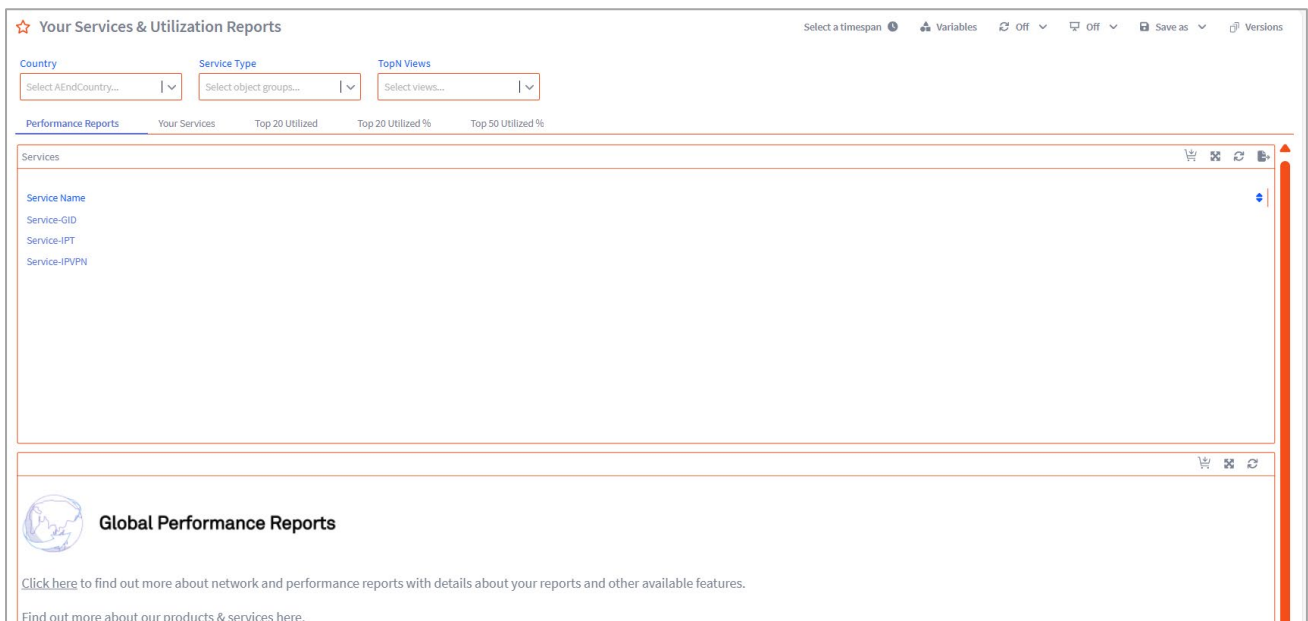 Your Services & Utilization Reports
Select a timespan Variables Off Off Save as Versions
Country Service Type TopN Views
Select AEndCountry... Select object groups... Select views...
Performance Reports Your Services Top 20 Utilized Top 20 Utilized % Top 50 Utilized %
Services
Service Name
Service-GID
Service-IPT
Service-IPVPN
Global Performance Reports
Click here to find out more about network and performance reports with details about your reports and other available features.
Find out more about our products & services here.